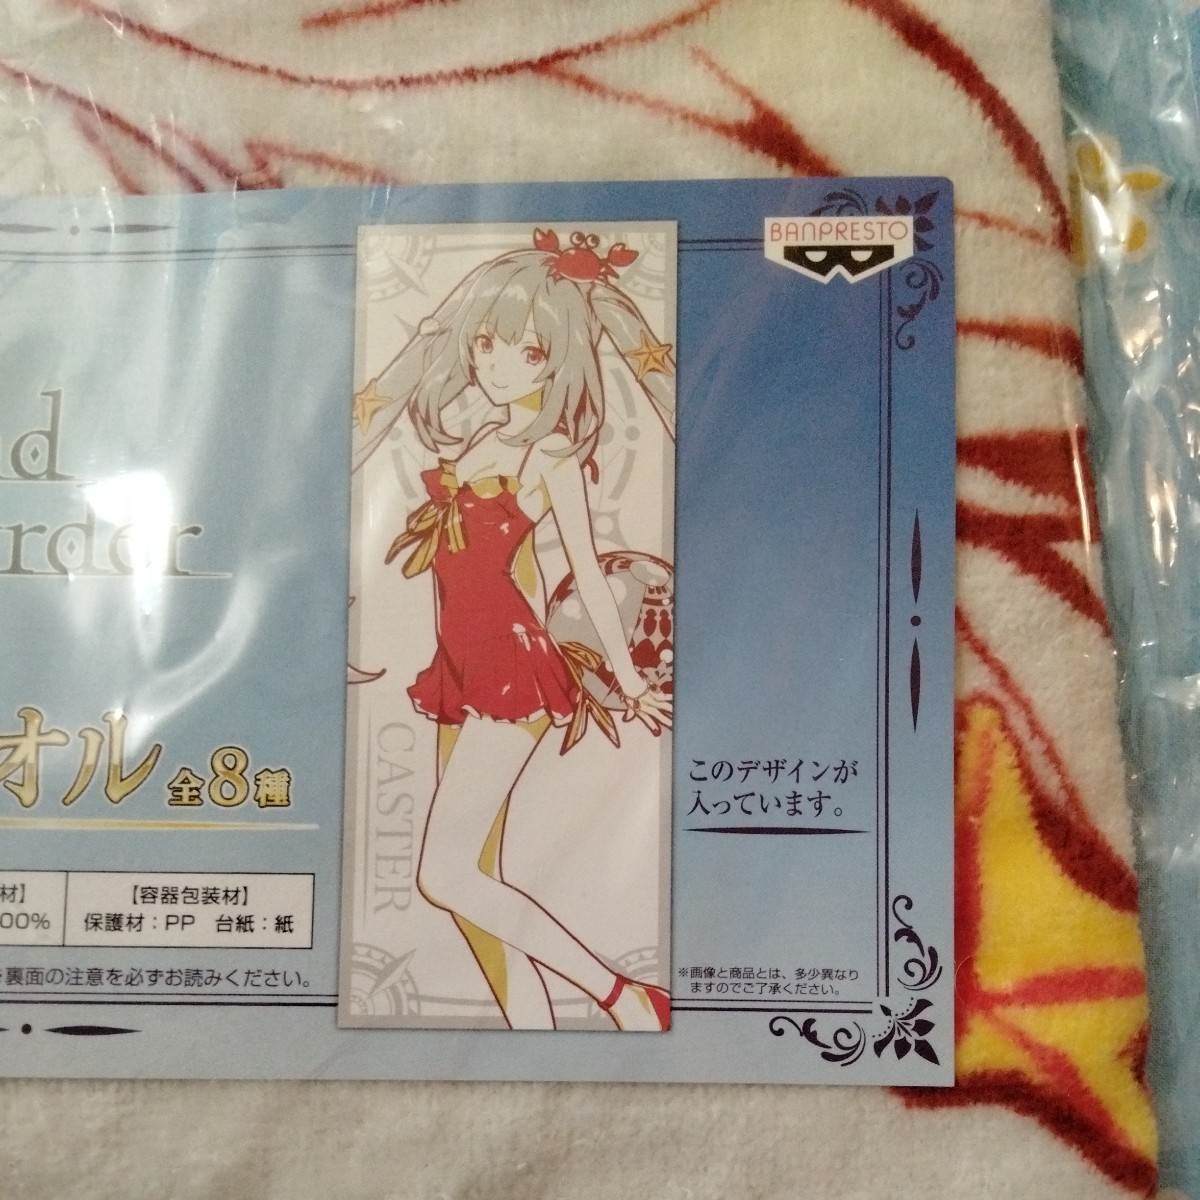 BANPRESTO
nd
rder
オル 全8種
CASTER
このデザインが
入っています。
材】
00%
【容器包装材】
保護材：PP 台紙：紙
裏面の注意を必ずお読みください。
※画像と商品とは、多少異なり
ますのでご了承ください。